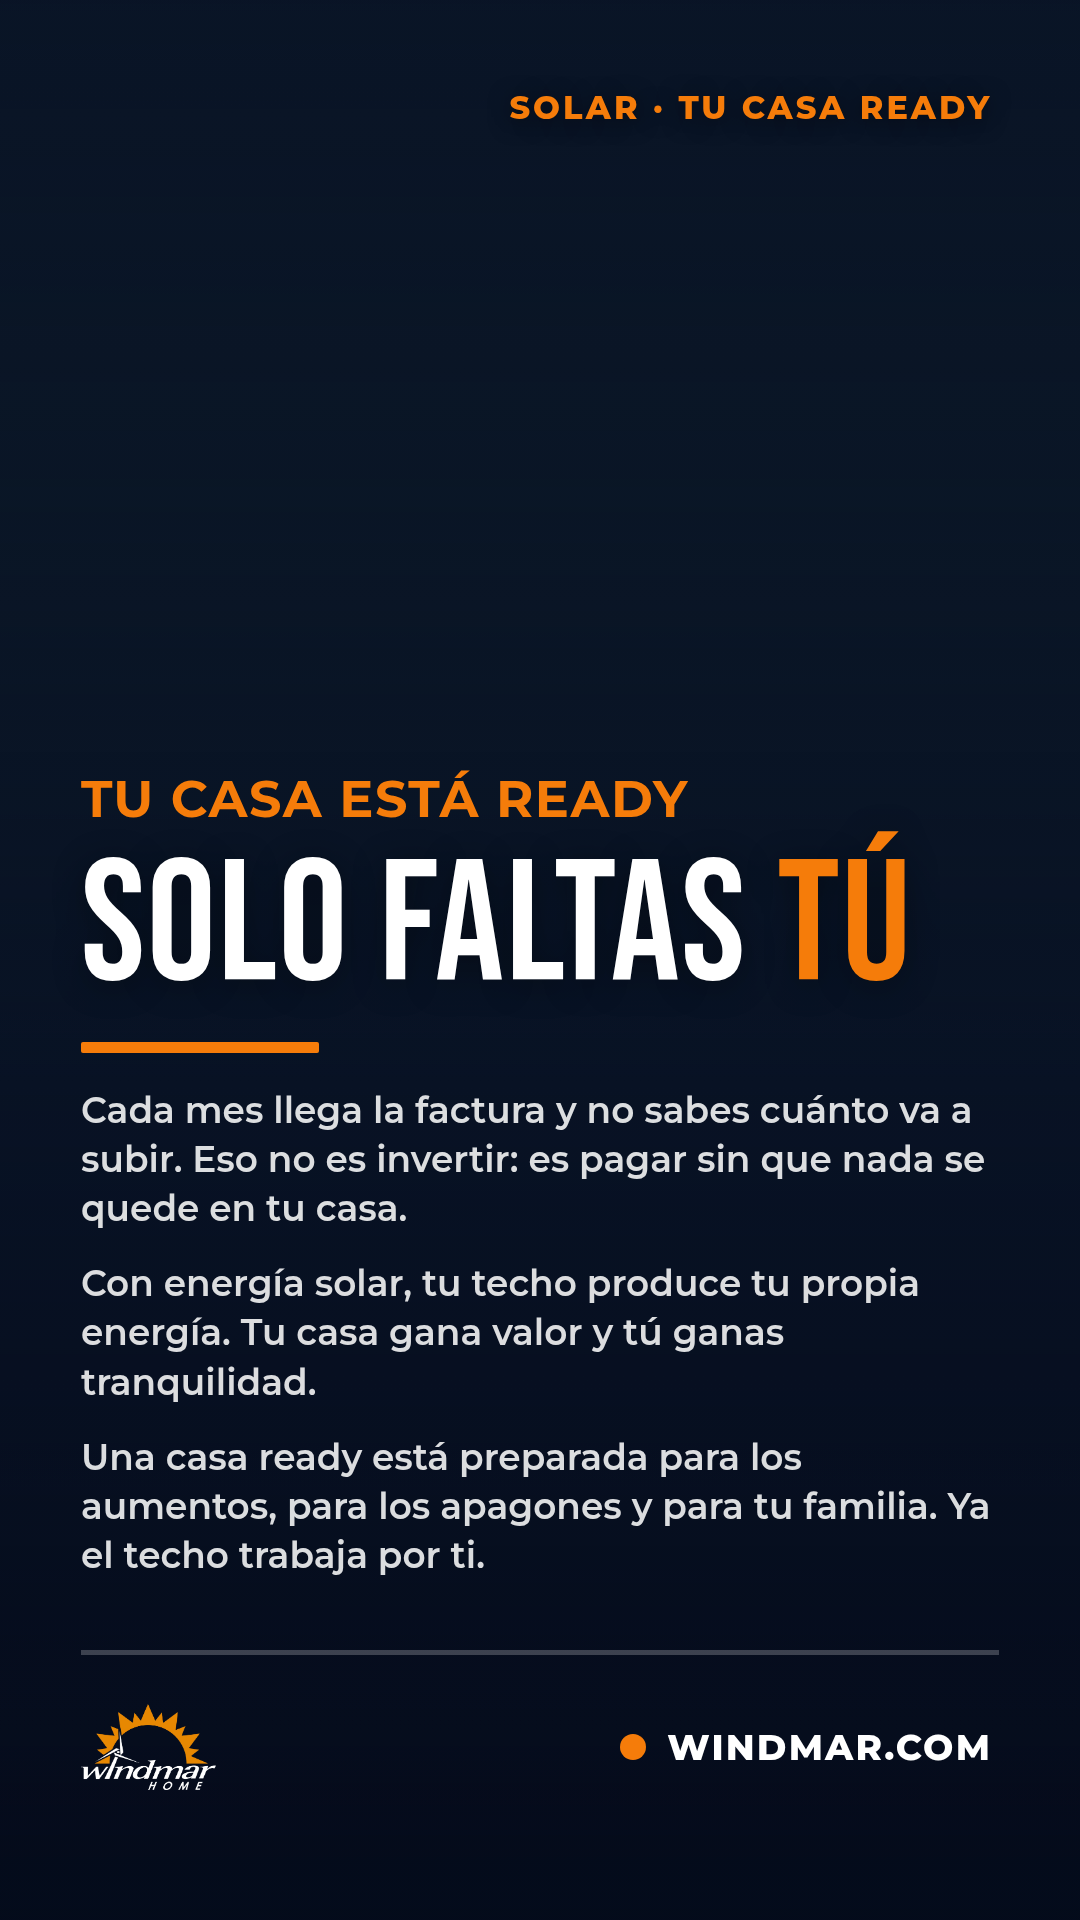 SOLAR • TU CASA READY
TU CASA ESTÁ READY
SOLO FALTAS TÚ
Cada mes llega la factura y no sabes cuánto va a
subir. Eso no es invertir: es pagar sin que nada se
quede en tu casa.
Con energía solar, tu techo produce tu propia
energía. Tu casa gana valor y tú ganas
tranquilidad.
Una casa ready está preparada para los
aumentos, para los apagones y para tu familia. Ya
el techo trabaja por ti.
windmar
HOME
WINDMAR.COM